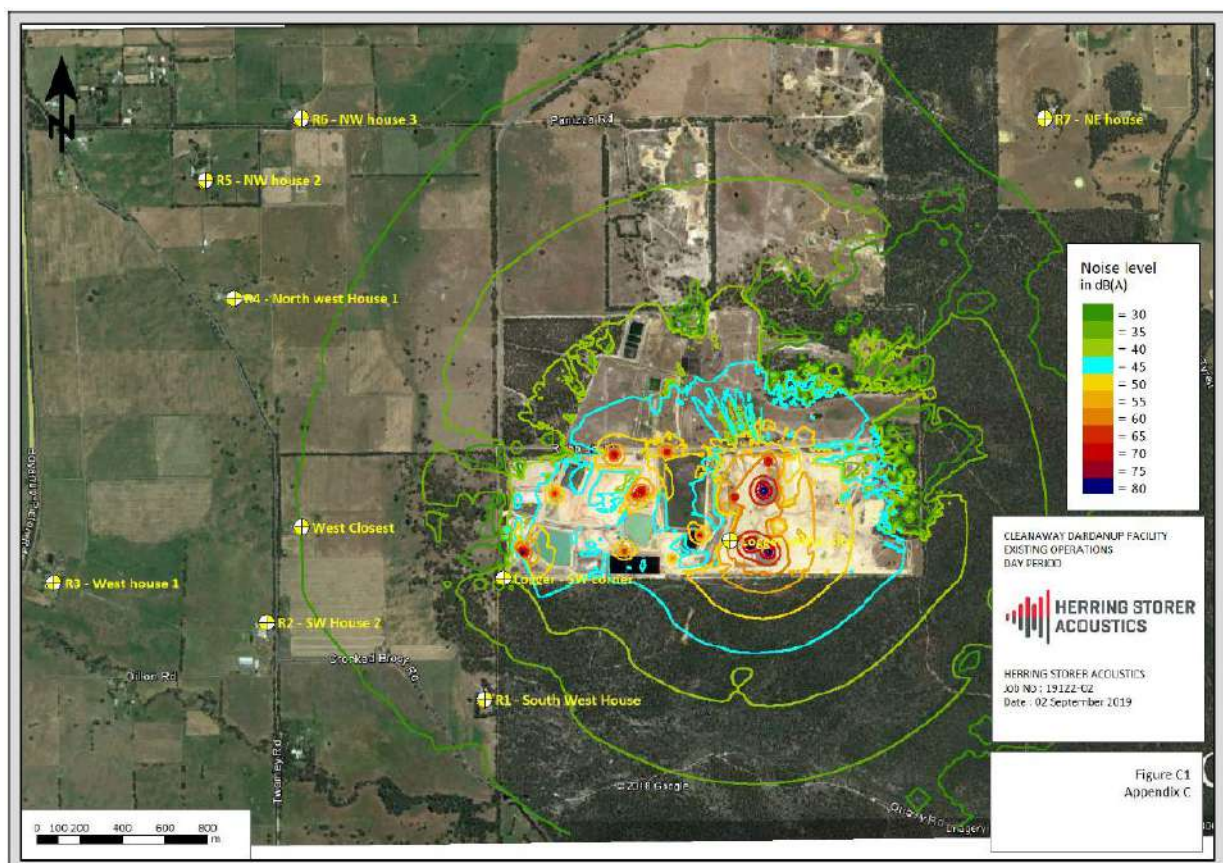 N
R6 - NW house 3
Panizza Rd
R7 - NE house
R5 - NW house 2
R4 - North west House 1
Noise level
in dB(A)
= 30
= 35
= 40
= 45
= 50
= 55
= 60
= 65
= 70
= 75
= 80
West Closest
R3 - West house 1
Logger - SW corner
R2 - SW House 2
Crooked Brook Rd
Dillon Rd
R1 - South West House
Twomey Rd
CLEANAWAY DARDANUP FACILITY
EXISTING OPERATIONS
DAY PERIOD
HERRING STORER
ACOUSTICS
HERRING STORER ACOUSTICS
Job No : 19122-02
Date : 02 September 2019
© 2018 Google
Figure C1
Appendix C
Quarry Rd
Imagery
0 100 200 400 600 800
m